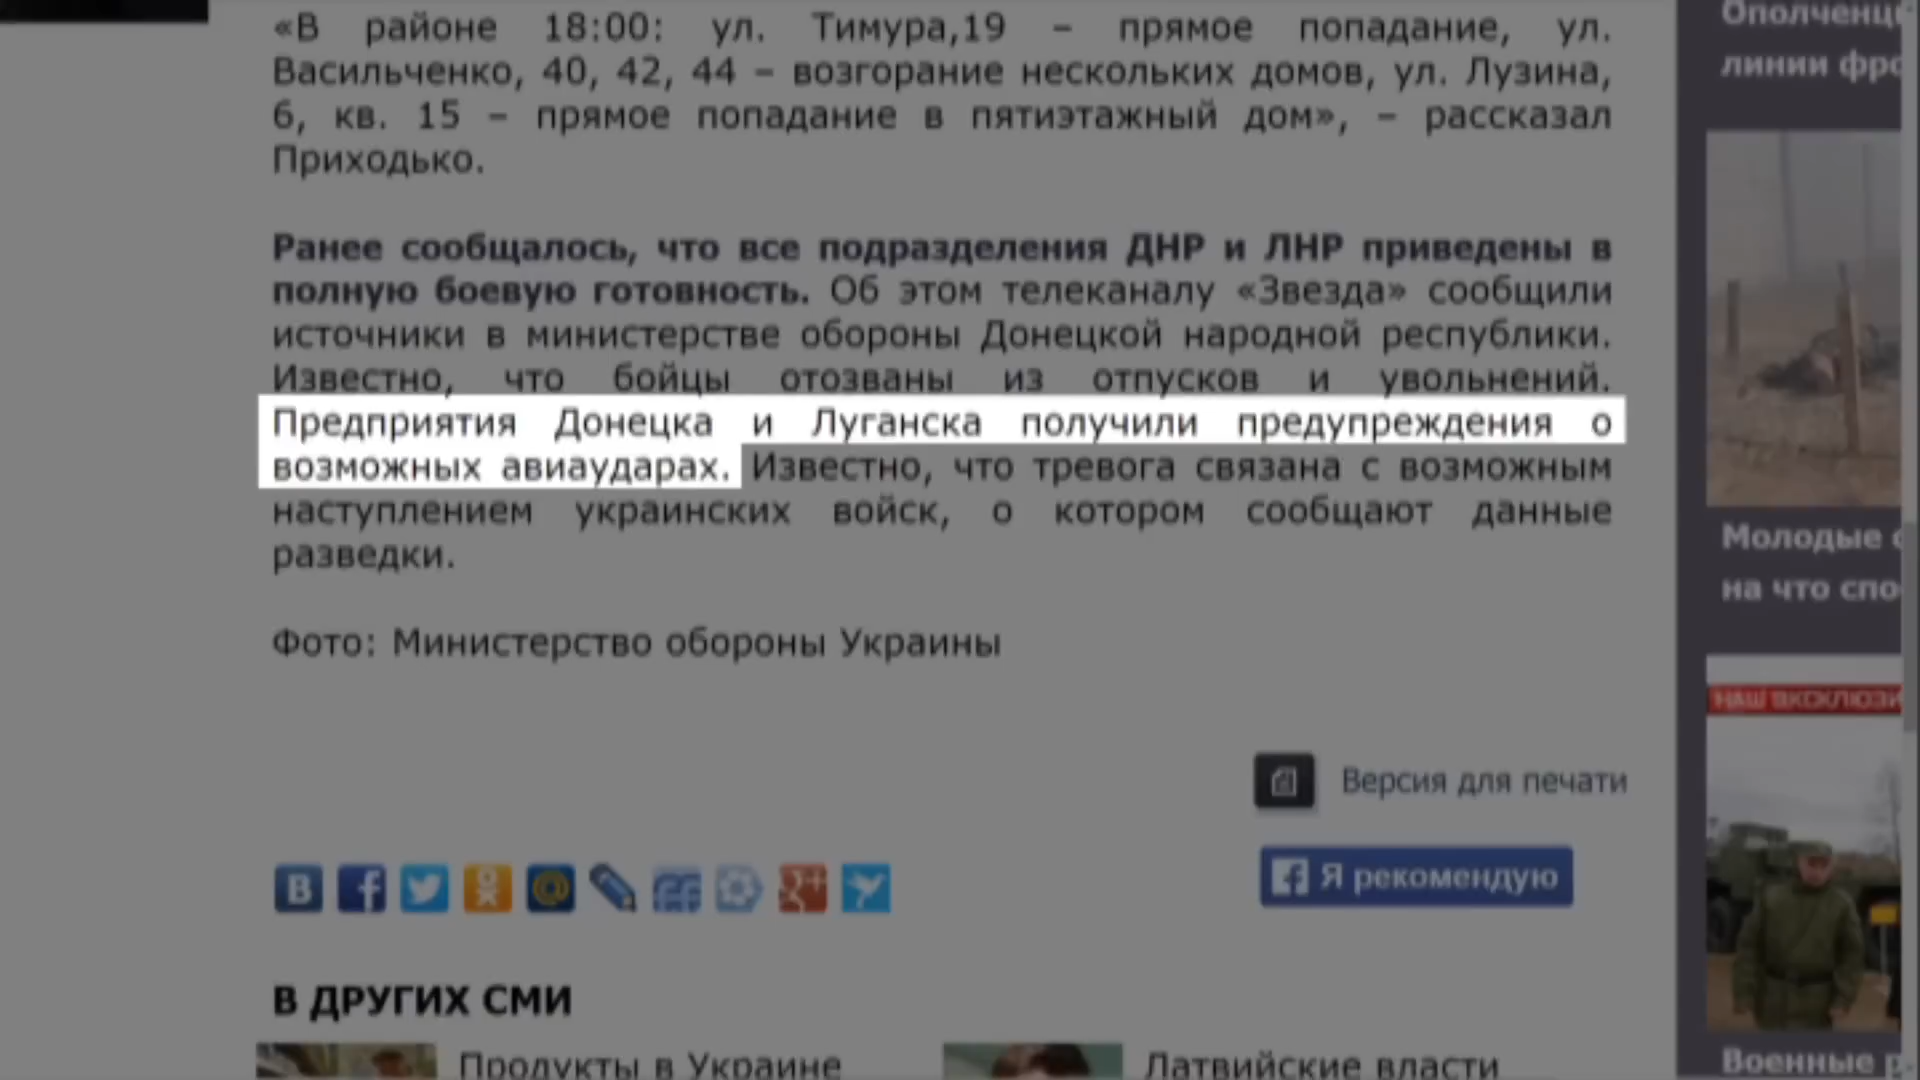 «В районе 18:00: ул. Тимура,19 – прямое попадание, ул.
Васильченко, 40, 42, 44 – возгорание нескольких домов, ул. Лузина,
6, кв. 15 – прямое попадание в пятиэтажный дом», – рассказал
Приходько.
Ранее сообщалось, что все подразделения ДНР и ЛНР приведены в
полную боевую готовность. Об этом телеканалу «Звезда» сообщили
источники в министерстве обороны Донецкой народной республики.
Известно, что бойцы отозваны из отпусков и увольнений.
Предприятия Донецка и Луганска получили предупреждения о
возможных авиаударах. Известно, что тревога связана с возможным
наступлением украинских войск, о котором сообщают данные
разведки.
Фото: Министерство обороны Украины
Версия для печати
Я рекомендую
В ДРУГИХ СМИ
Продукты в Украине
Латвийские власти
линии
Молодые
на что
НАШ
Военные